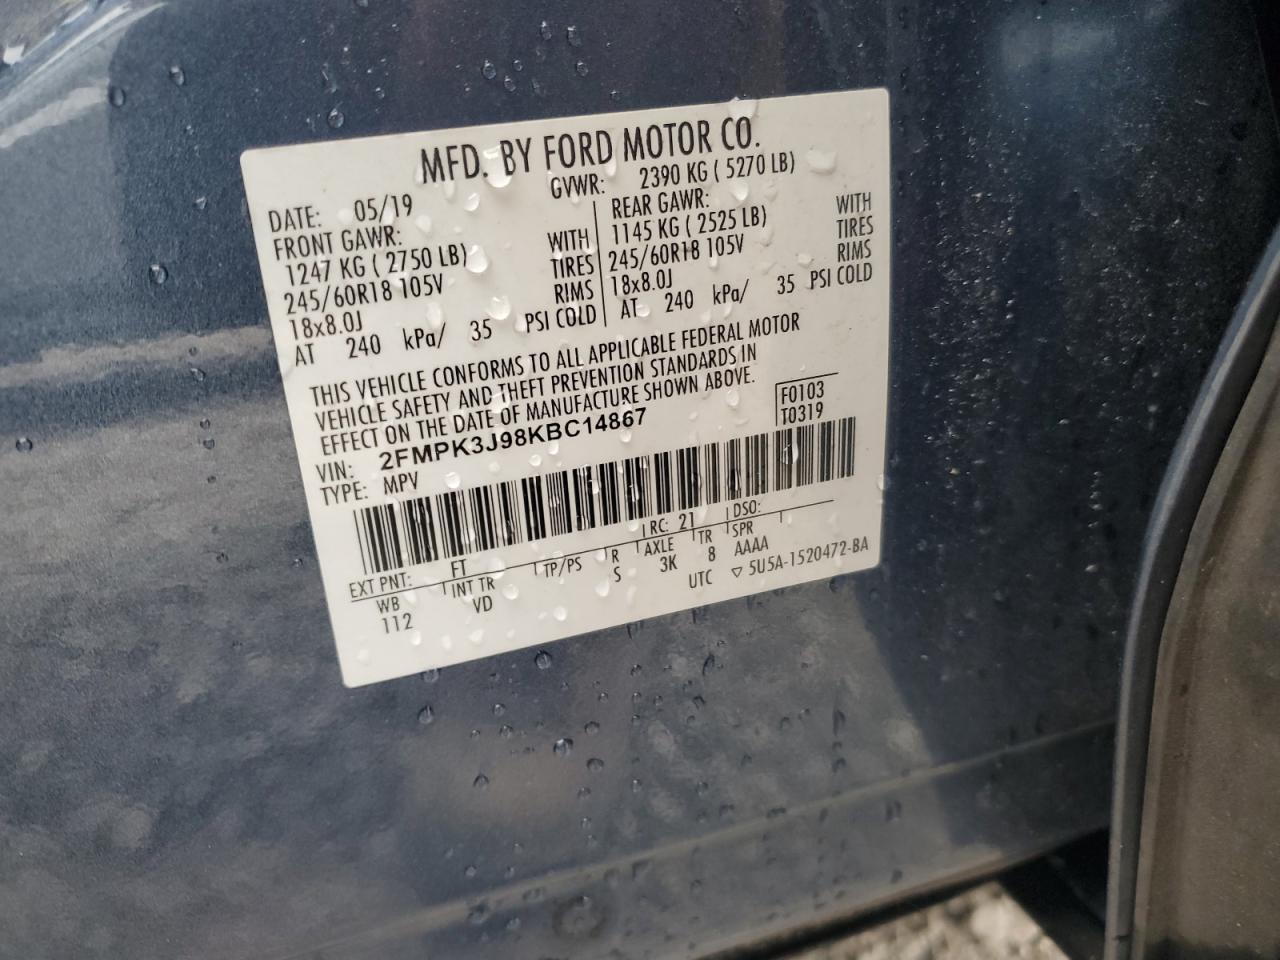 MFD. BY FORD MOTOR CO.
DATE: 05/19 GVWR: 2390 KG ( 5270 LB)
FRONT GAWR: REAR GAWR:
1247 KG ( 2750 LB) WITH 1145 KG ( 2525 LB) WITH
245/60R18 105V TIRES 245/60R18 105V TIRES
18x8.0J RIMS 18x8.0J RIMS
AT 240 kPa/ 35 PSI COLD AT 240 kPa/ 35 PSI COLD
THIS VEHICLE CONFORMS TO ALL APPLICABLE FEDERAL MOTOR
VEHICLE SAFETY AND THEFT PREVENTION STANDARDS IN
EFFECT ON THE DATE OF MANUFACTURE SHOWN ABOVE.
VIN: 2FMPK3J98KBC14867 F0103
TYPE: MPV T0319
EXT PNT: FT RC: 21 DSO:
WB INT TR TP/PS R AXLE TR SPR
112 VD S 3K 8 AAAA
UTC ▽ 5U5A-1520472-BA